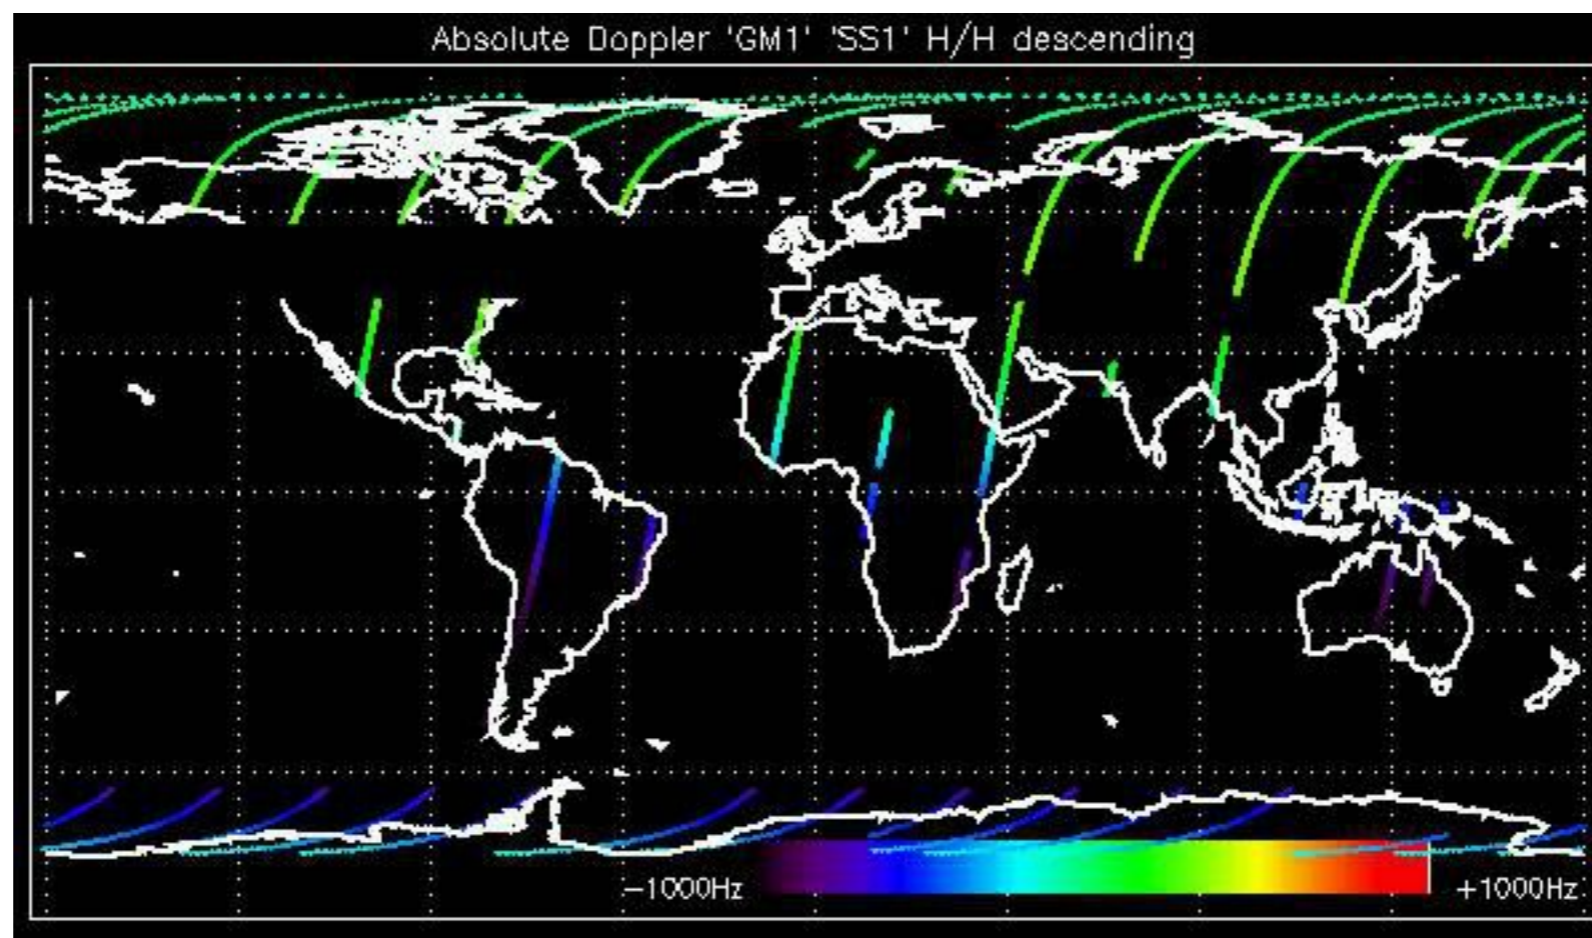 Absolute Doppler 'GM1' 'SS1' H/H descending
−1000Hz
+1000Hz